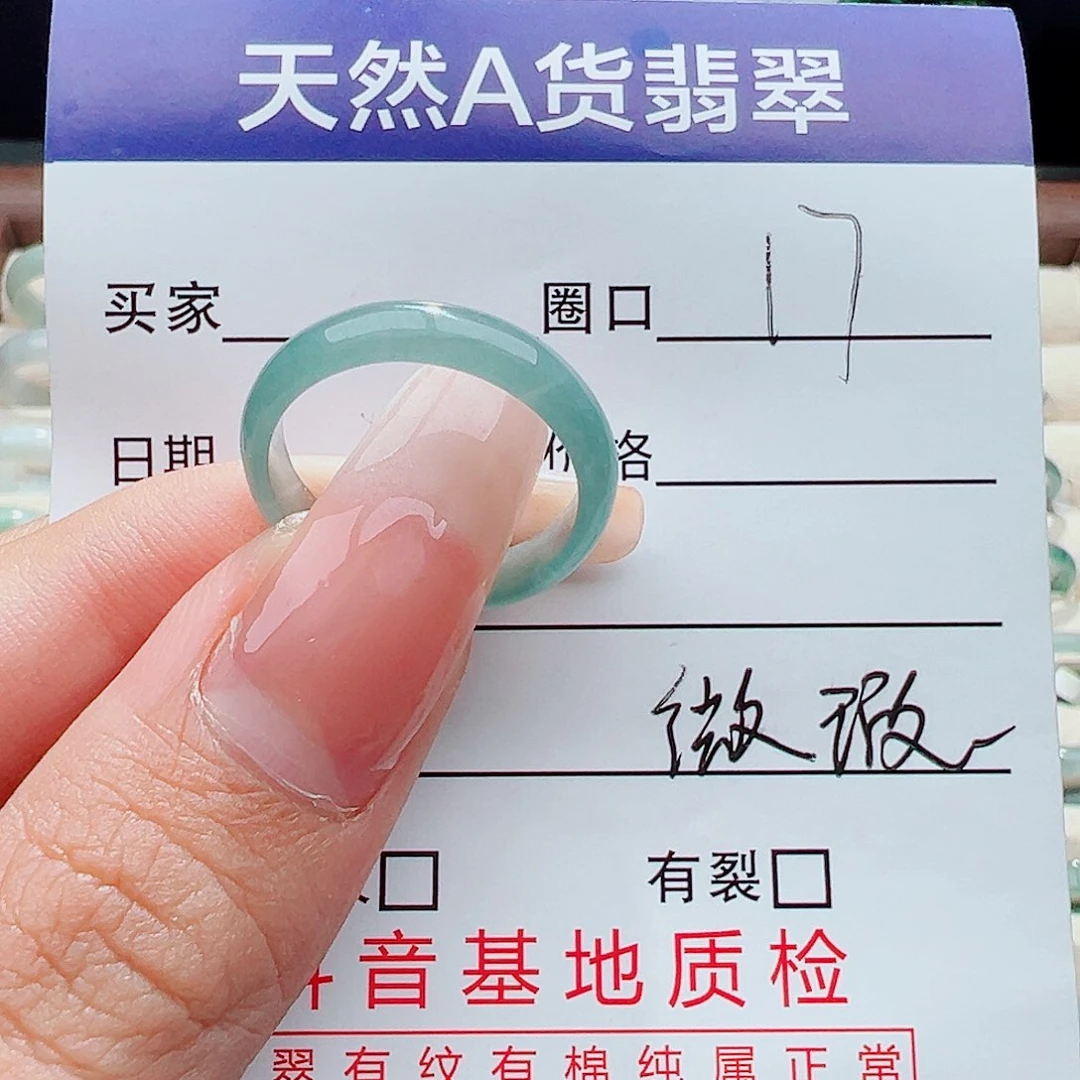 天然A货翡翠
买家 圈口 17
日期 价格
微瑕
有裂
抖音基地质检
翠有纹有棉纯属正常